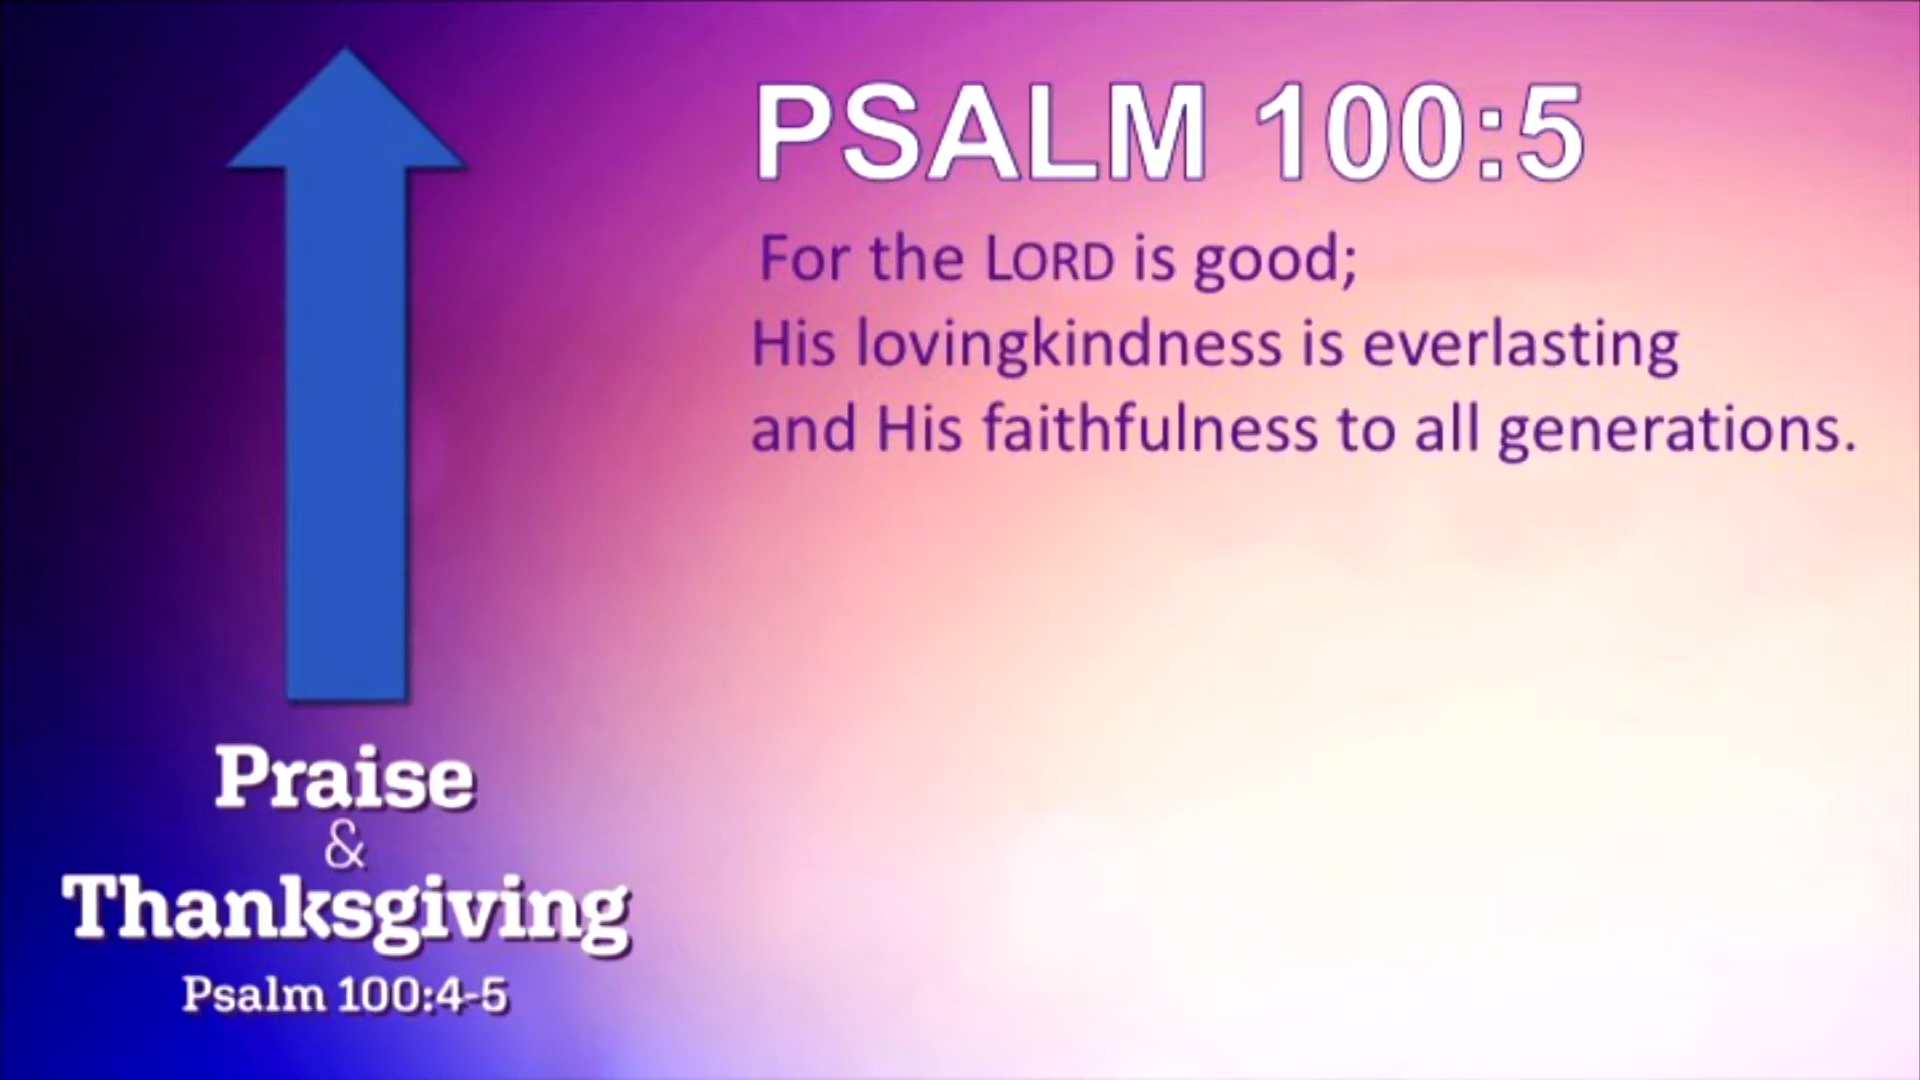 PSALM 100:5
For the LORD is good;
His lovingkindness is everlasting
and His faithfulness to all generations.
Praise
&
Thanksgiving
Psalm 100:4-5